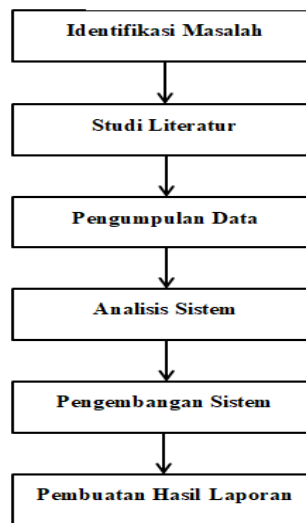 Identifikasi Masalah
Studi Literatur
Pengumpulan Data
Analisis Sistem
Pengembangan Sistem
Pembuatan Hasil Laporan